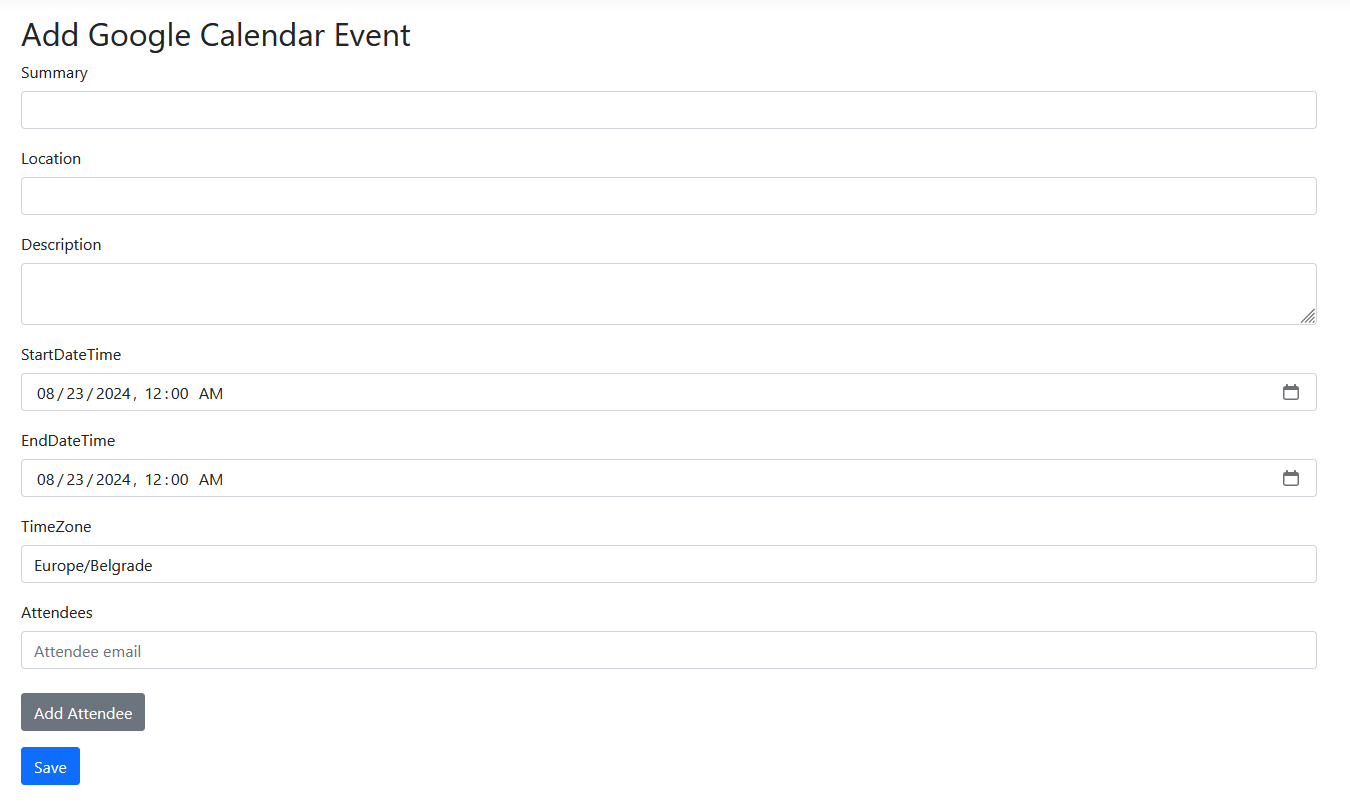 Add Google Calendar Event
Summary
Location
Description
StartDateTime
08/23/2024, 12:00 AM
EndDateTime
08/23/2024, 12:00 AM
TimeZone
Europe/Belgrade
Attendees
Attendee email
Add Attendee
Save